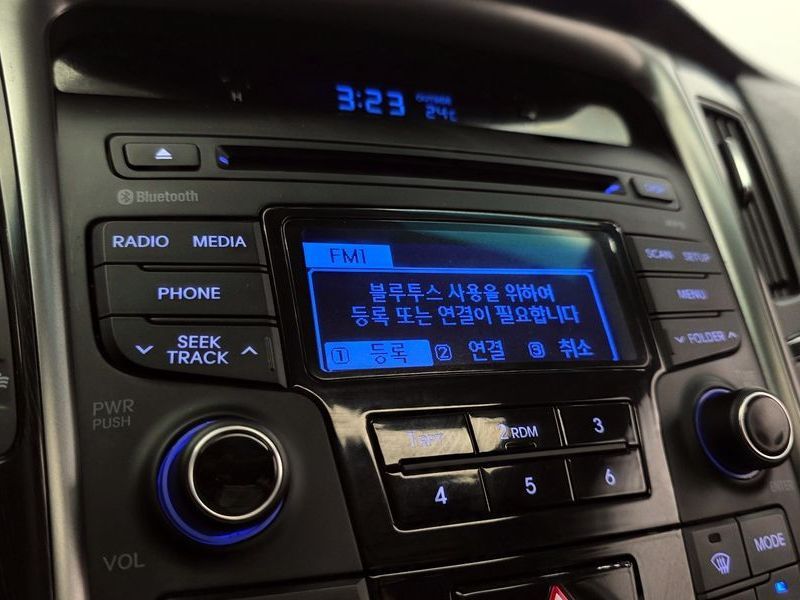 3:23
OUTSIDE
24℃
Bluetooth
RADIO MEDIA
PHONE
SEEK
TRACK
PWR
PUSH
VOL
FM1
블루투스 사용을 위하여
등록 또는 연결이 필요합니다
1 등록 2 연결 3 취소
SCAN SETUP
MENU
FOLDER
1 RPT 2 RDM 3
4 5 6
ENTER
MODE